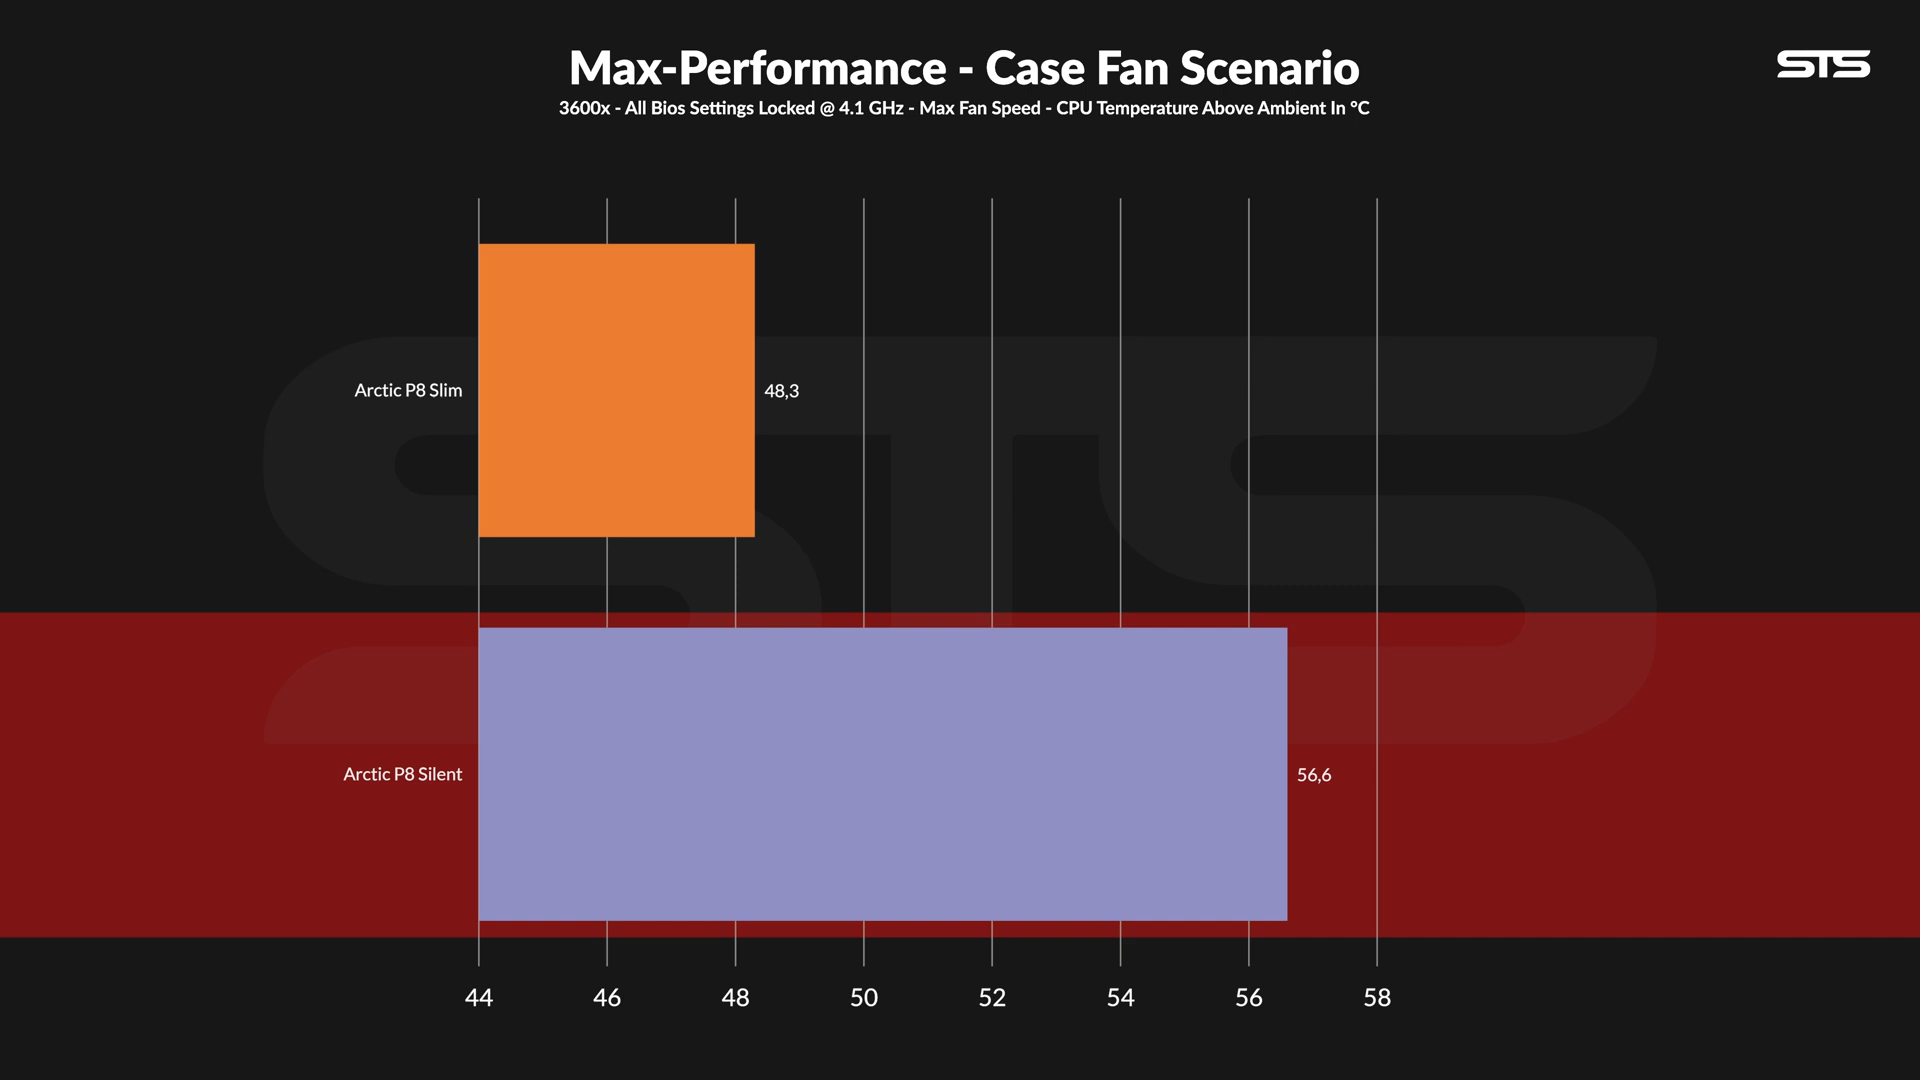 Max-Performance - Case Fan Scenario
STS
3600x - All Bios Settings Locked @ 4.1 GHz - Max Fan Speed - CPU Temperature Above Ambient In °C
Arctic P8 Slim
48,3
Arctic P8 Silent
56,6
44 46 48 50 52 54 56 58
STS